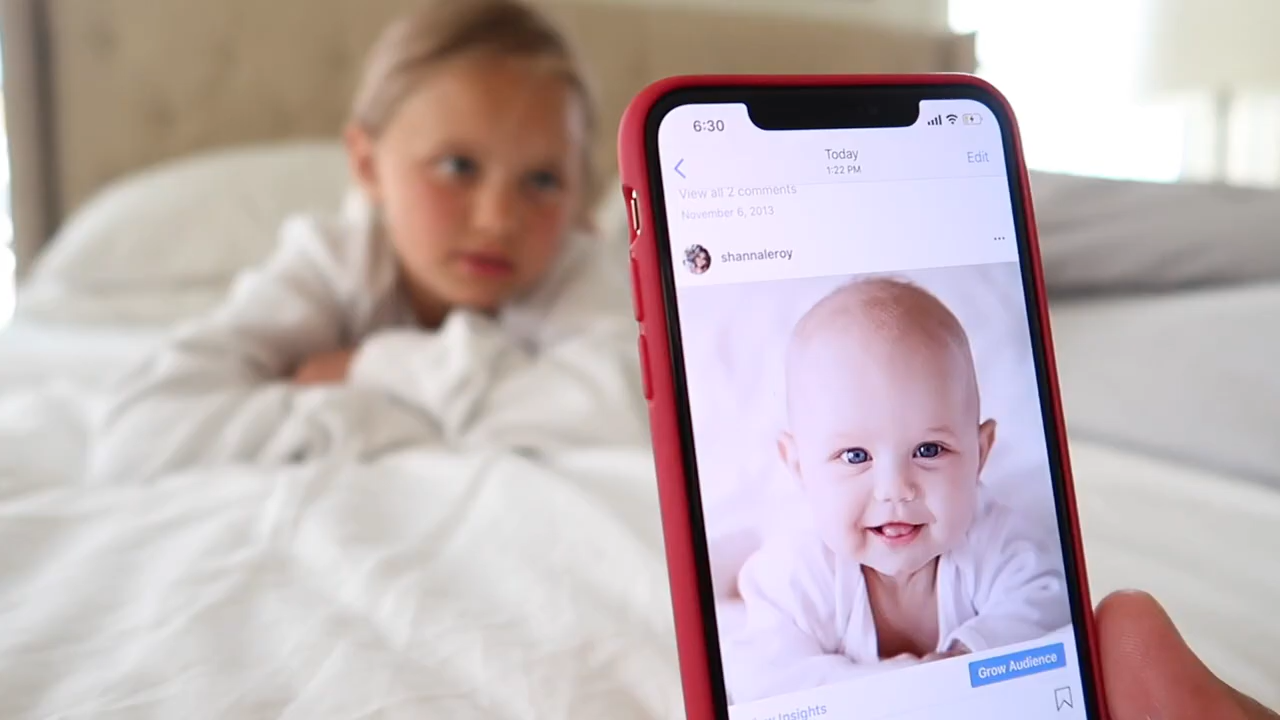 6:30
Today
1:22 PM
Edit
View all 2 comments
November 6, 2013
shannaleroy
Grow Audience
Insights